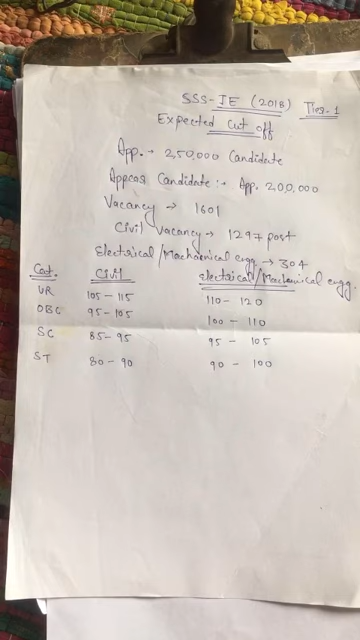 SSS-JE (2018) Tier-1
Expected Cut off
App. → 2,50,000 Candidate
Appear Candidate :→ App. 2,00,000
Vacancy → 1601
Civil Vacancy → 1297 post
Electrical/Machanical engg → 304
Cat. Civil Electrical/Mechanical engg.
UR 105-115 110-120
OBC 95-105 100-110
SC 85-95 95-105
ST 80-90 90-100